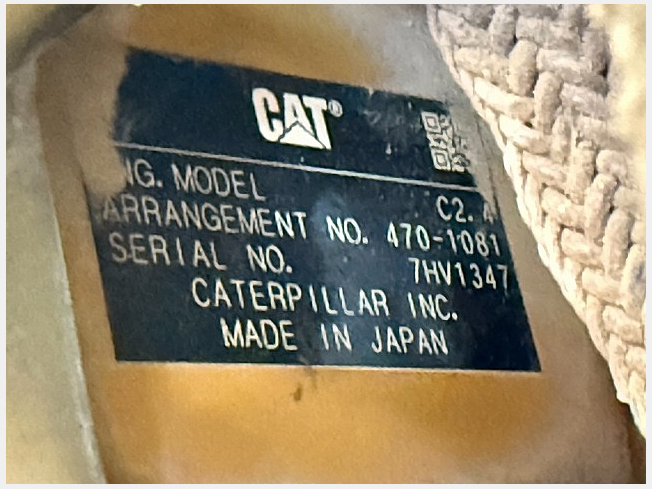 CAT®
NG. MODEL C2.4
ARRANGEMENT NO. 470-1081
SERIAL NO. 7HV1347
CATERPILLAR INC.
MADE IN JAPAN